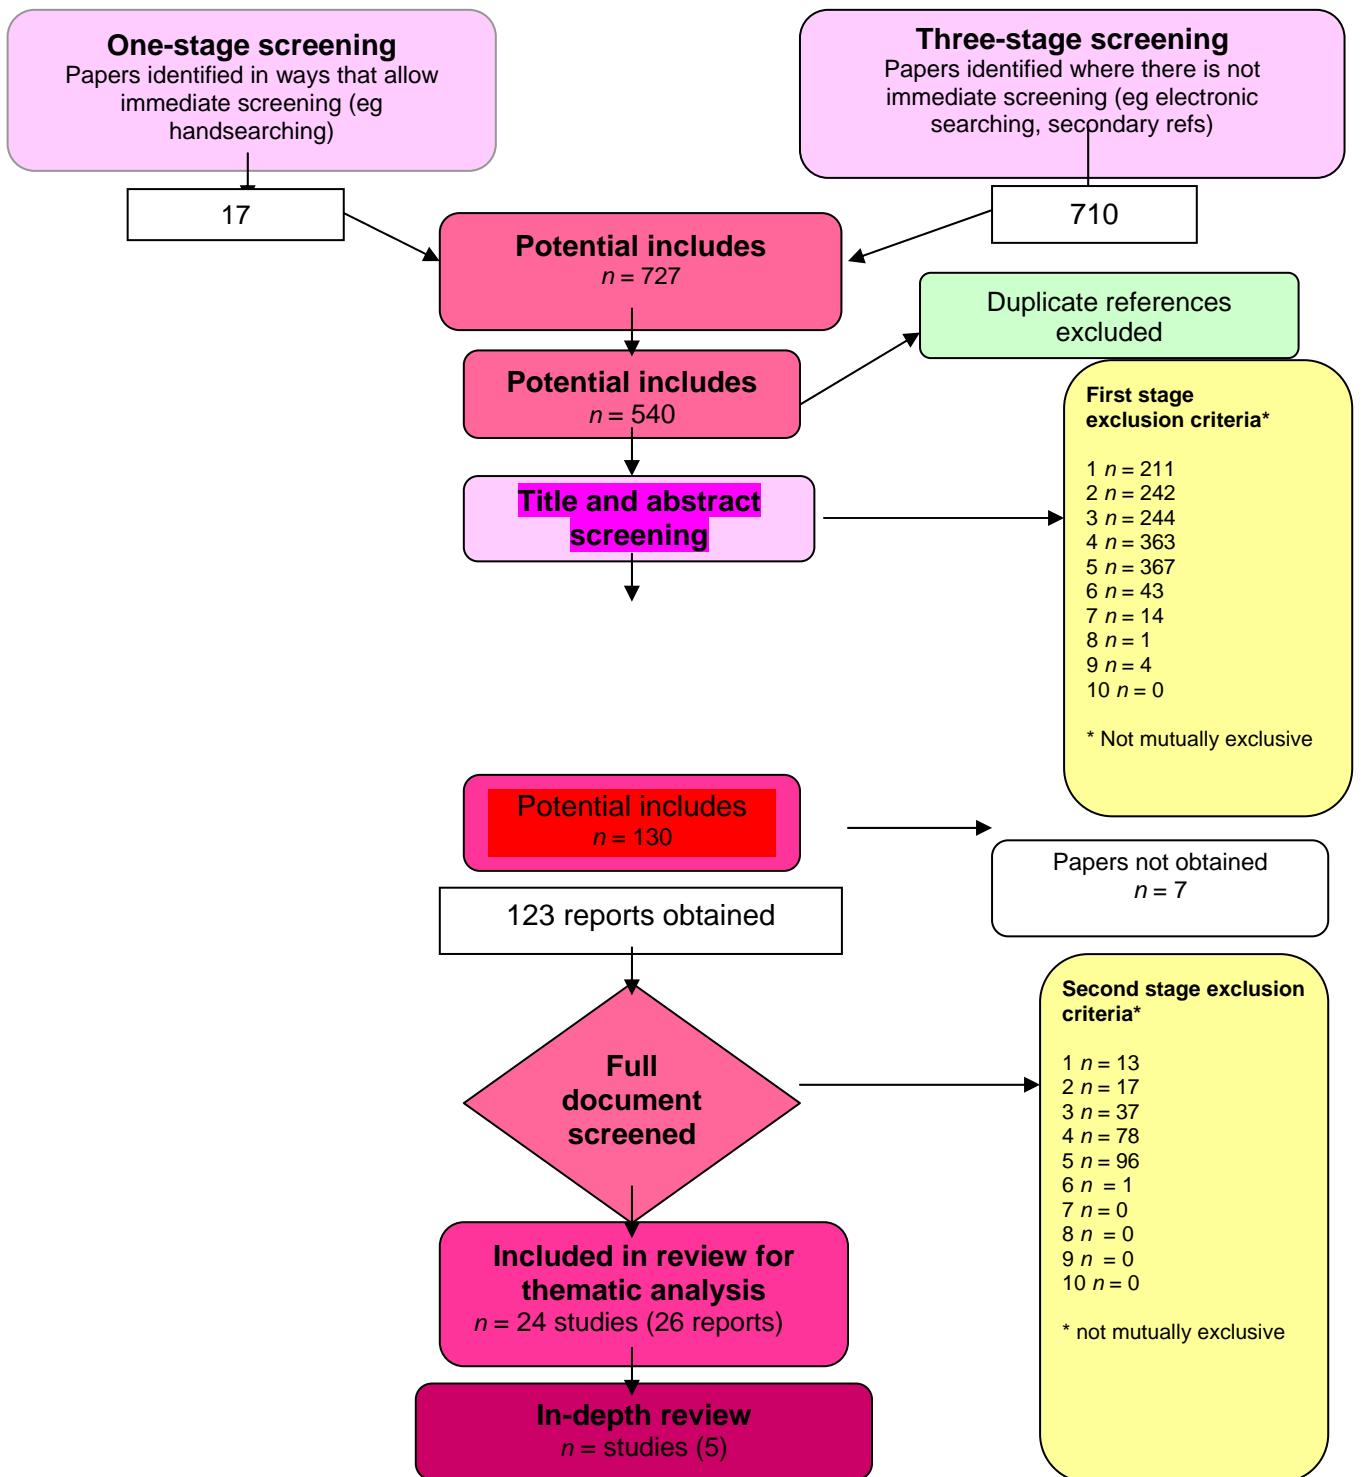 One-stage screening
Papers identified in ways that allow
immediate screening (eg
handsearching)
Three-stage screening
Papers identified where there is not
immediate screening (eg electronic
searching, secondary refs)
17
710
Potential includes
n = 727
Duplicate references
excluded
Potential includes
n = 540
First stage
exclusion criteria*
1 n = 211
2 n = 242
3 n = 244
4 n = 363
5 n = 367
6 n = 43
7 n = 14
8 n = 1
9 n = 4
10 n = 0
* Not mutually exclusive
Title and abstract
screening
Potential includes
n = 130
Papers not obtained
n = 7
123 reports obtained
Full
document
screened
Second stage exclusion
criteria*
1 n = 13
2 n = 17
3 n = 37
4 n = 78
5 n = 96
6 n = 1
7 n = 0
8 n = 0
9 n = 0
10 n = 0
* not mutually exclusive
Included in review for
thematic analysis
n = 24 studies (26 reports)
In-depth review
n = studies (5)